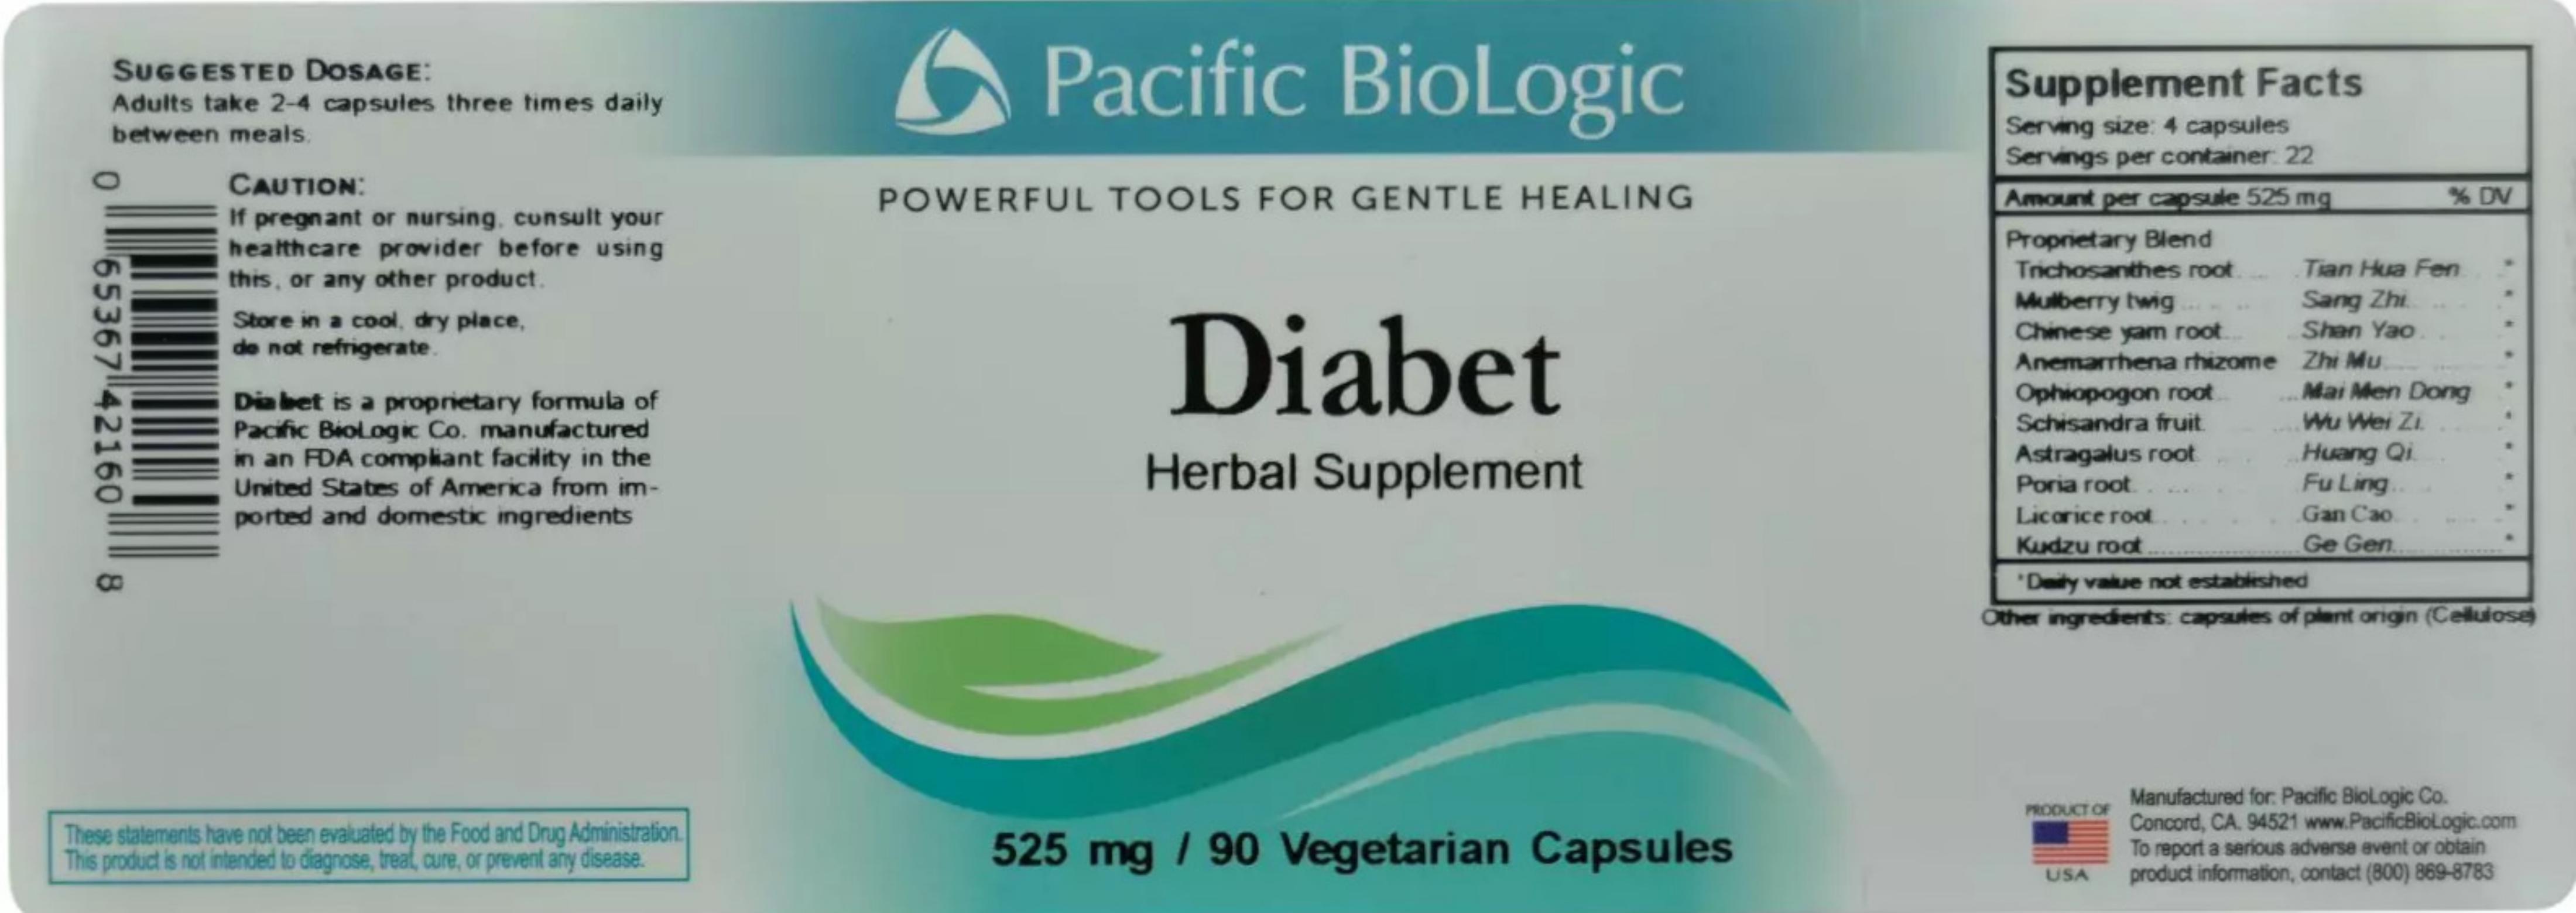 SUGGESTED DOSAGE:
Adults take 2-4 capsules three times daily
between meals.
CAUTION:
If pregnant or nursing, consult your
healthcare provider before using
this, or any other product.
Store in a cool, dry place,
do not refrigerate.
Diabet is a proprietary formula of
Pacific BioLogic Co. manufactured
in an FDA compliant facility in the
United States of America from im-
ported and domestic ingredients
0 65367 42160 8
These statements have not been evaluated by the Food and Drug Administration.
This product is not intended to diagnose, treat, cure, or prevent any disease.
Pacific BioLogic
POWERFUL TOOLS FOR GENTLE HEALING
Diabet
Herbal Supplement
525 mg / 90 Vegetarian Capsules
Supplement Facts
Serving size: 4 capsules
Servings per container: 22
Amount per capsule 525 mg % DV
Proprietary Blend
Trichosanthes root Tian Hua Fen *
Mulberry twig Sang Zhi *
Chinese yam root Shan Yao *
Anemarrhena rhizome Zhi Mu *
Ophiopogon root Mai Men Dong *
Schisandra fruit Wu Wei Zi *
Astragalus root Huang Qi *
Poria root Fu Ling *
Licorice root Gan Cao *
Kudzu root Ge Gen *
*Daily value not established
Other ingredients: capsules of plant origin (Cellulose)
PRODUCT OF
USA
Manufactured for: Pacific BioLogic Co.
Concord, CA. 94521 www.PacificBioLogic.com
To report a serious adverse event or obtain
product information, contact (800) 869-8783